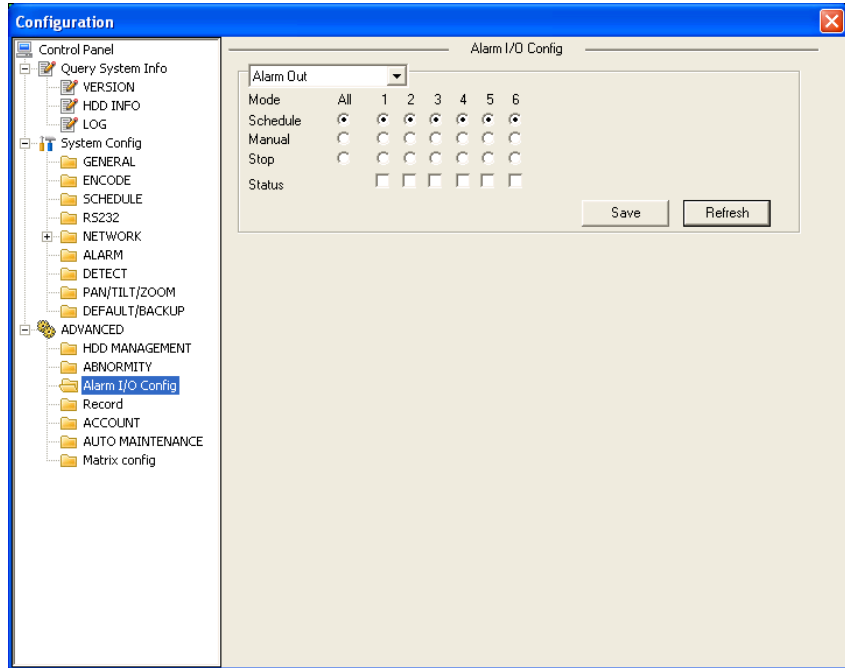 Configuration
Control Panel
Query System Info
VERSION
HDD INFO
LOG
System Config
GENERAL
ENCODE
SCHEDULE
RS232
NETWORK
ALARM
DETECT
PAN/TILT/ZOOM
DEFAULT/BACKUP
ADVANCED
HDD MANAGEMENT
ABNORMITY
Alarm I/O Config
Record
ACCOUNT
AUTO MAINTENANCE
Matrix config
Alarm I/O Config
Alarm Out
Mode All 1 2 3 4 5 6
Schedule
Manual
Stop
Status
Save Refresh